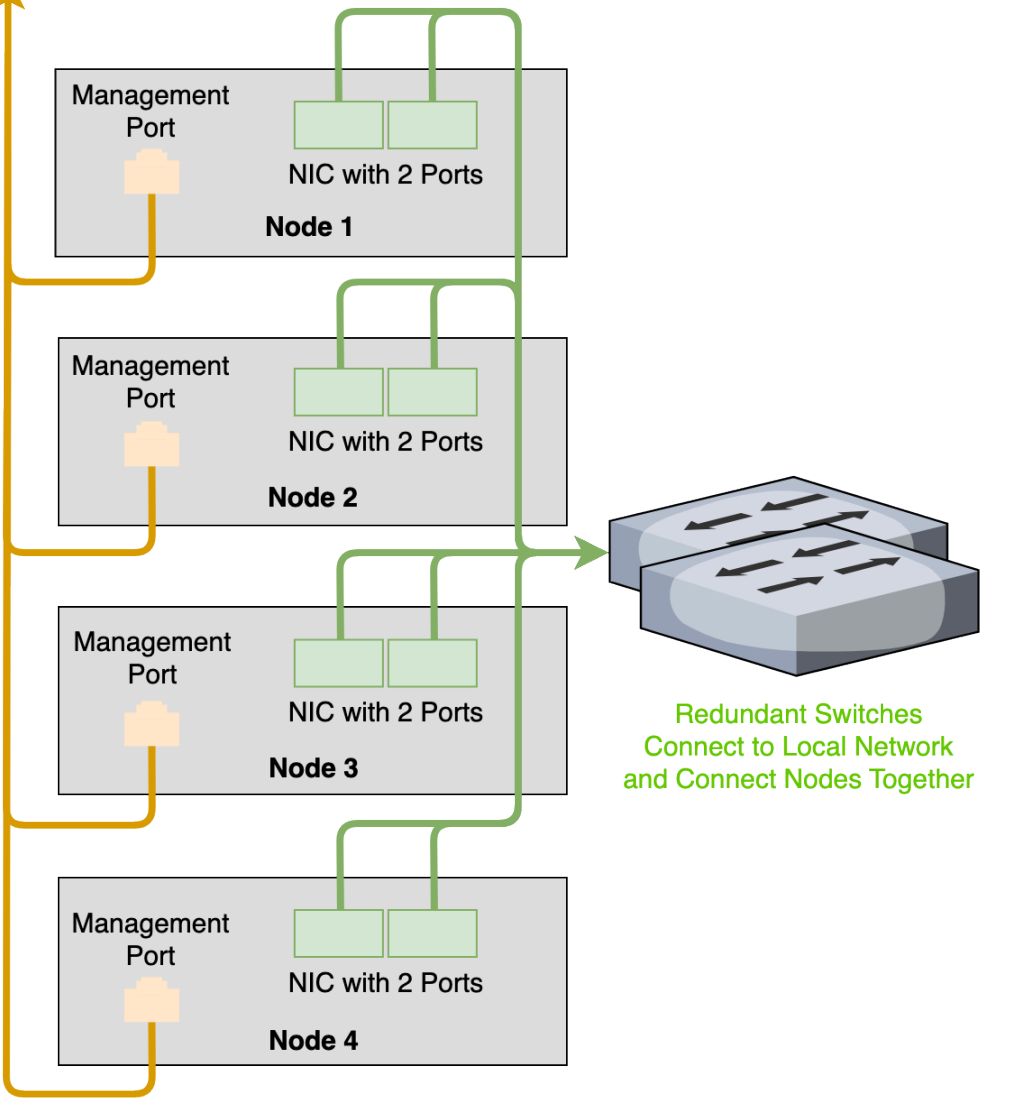 Management
Port
NIC with 2 Ports
Node 1
Management
Port
NIC with 2 Ports
Node 2
Management
Port
NIC with 2 Ports
Node 3
Redundant Switches
Connect to Local Network
and Connect Nodes Together
Management
Port
NIC with 2 Ports
Node 4